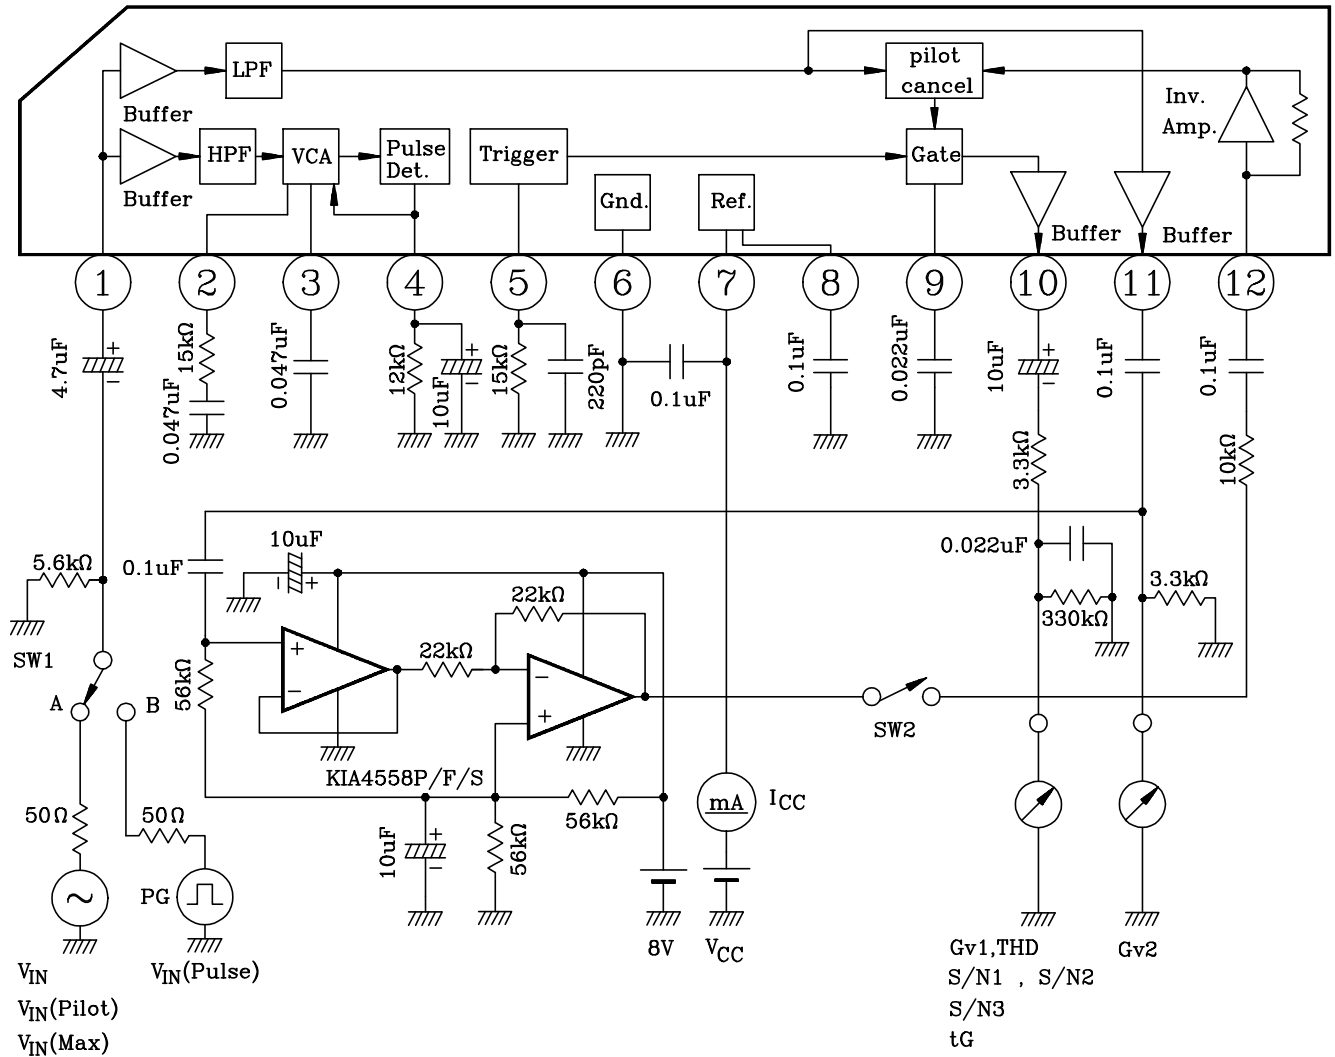 LPF
pilot
cancel
Inv.
Amp.
Buffer
HPF
VCA
Pulse
Det.
Trigger
Gate
Buffer
Gnd.
Ref.
Buffer
Buffer
1 2 3 4 5 6 7 8 9 10 11 12
4.7uF
+
−
15kΩ
0.047uF
0.047uF
12kΩ
+
10uF
−
15kΩ
220pF
0.1uF
0.1uF
0.022uF
10uF
+
−
0.1uF
0.1uF
3.3kΩ
10kΩ
5.6kΩ
0.1uF
10uF
− +
0.022uF
22kΩ
330kΩ
3.3kΩ
SW1
56kΩ
+
−
22kΩ
−
+
A B
SW2
KIA4558P/F/S
50Ω 50Ω
10uF
+
−
56kΩ
56kΩ
mA
ICC
~
PG
8V
VCC
VIN
VIN(Pilot)
VIN(Max)
VIN(Pulse)
Gv1,THD
S/N1 , S/N2
S/N3
tG
Gv2